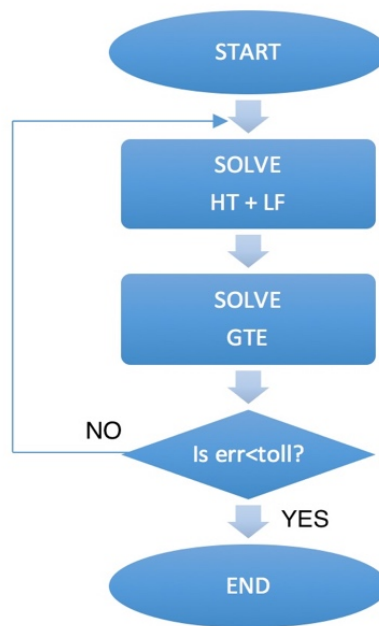 START
SOLVE
HT + LF
SOLVE
GTE
NO
Is err<toll?
YES
END